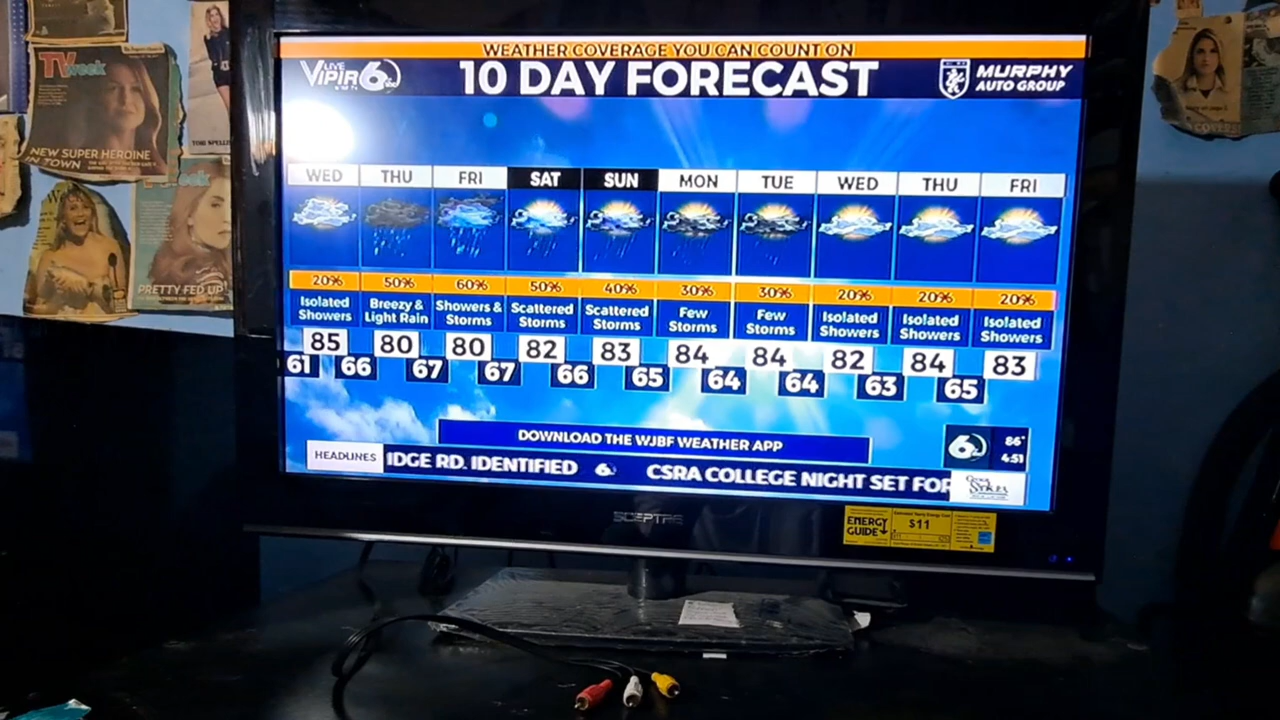 WEATHER COVERAGE YOU CAN COUNT ON
LIVE
VIPIR 6
10 DAY FORECAST
MURPHY
AUTO GROUP
WED THU FRI SAT SUN MON TUE WED THU FRI
20% 50% 60% 50% 40% 30% 30% 20% 20% 20%
Isolated Showers
Breezy & Light Rain
Showers & Storms
Scattered Storms
Scattered Storms
Few Storms
Few Storms
Isolated Showers
Isolated Showers
Isolated Showers
85 80 80 82 83 84 84 82 84 83
61 66 67 67 66 65 64 64 63 65
DOWNLOAD THE WJBF WEATHER APP
6 86°
4:51
HEADLINES IDGE RD. IDENTIFIED 6 CSRA COLLEGE NIGHT SET FOR
SCEPTRE
ENERGY
GUIDE
$11
TV week
NEW SUPER HEROINE
IN TOWN
week
PRETTY FED UP